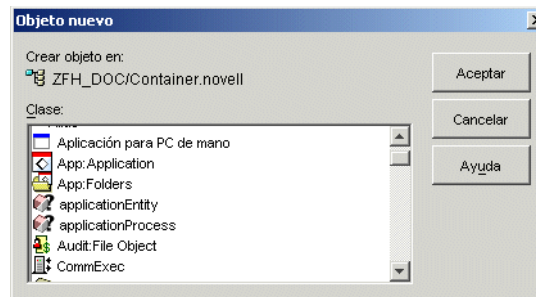 Objeto nuevo
Crear objeto en:
ZFH_DOC/Container.novell
Clase:
Aplicación para PC de mano
App:Application
App:Folders
applicationEntity
applicationProcess
Audit:File Object
CommExec
Aceptar
Cancelar
Ayuda